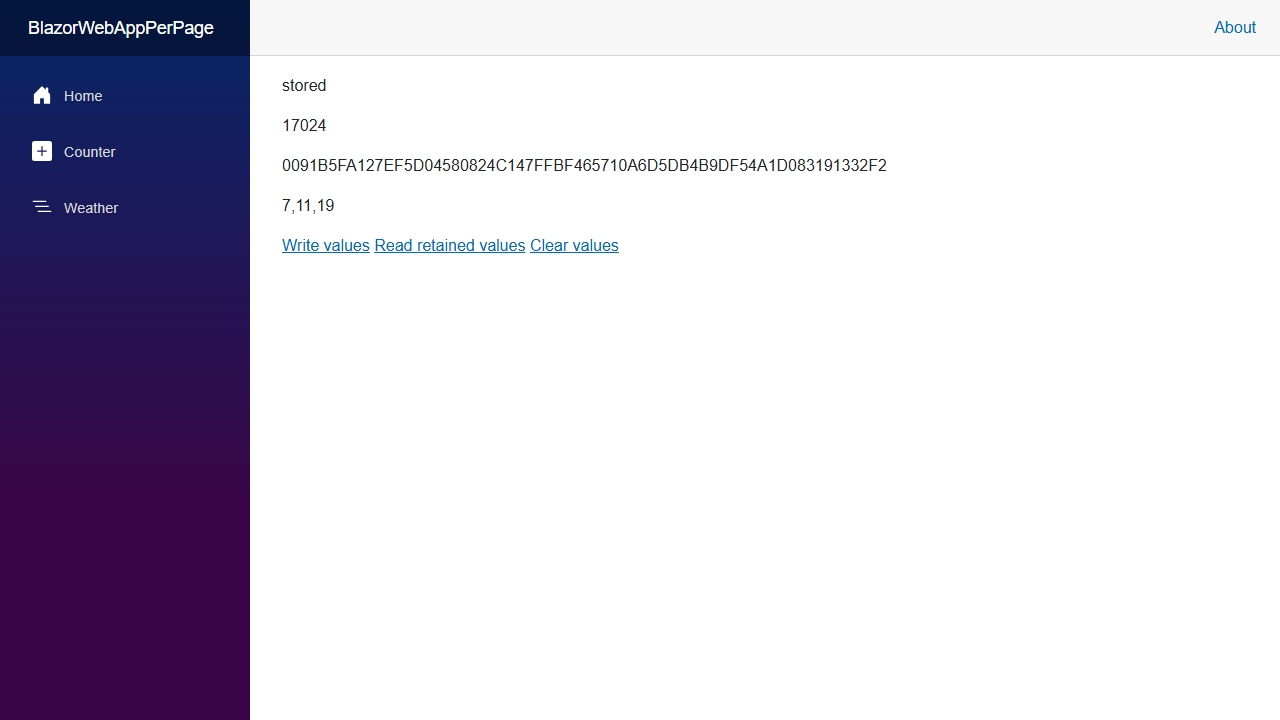 BlazorWebAppPerPage
About
Home
Counter
Weather
stored
17024
0091B5FA127EF5D04580824C147FFBF465710A6D5DB4B9DF54A1D083191332F2
7,11,19
Write values Read retained values Clear values